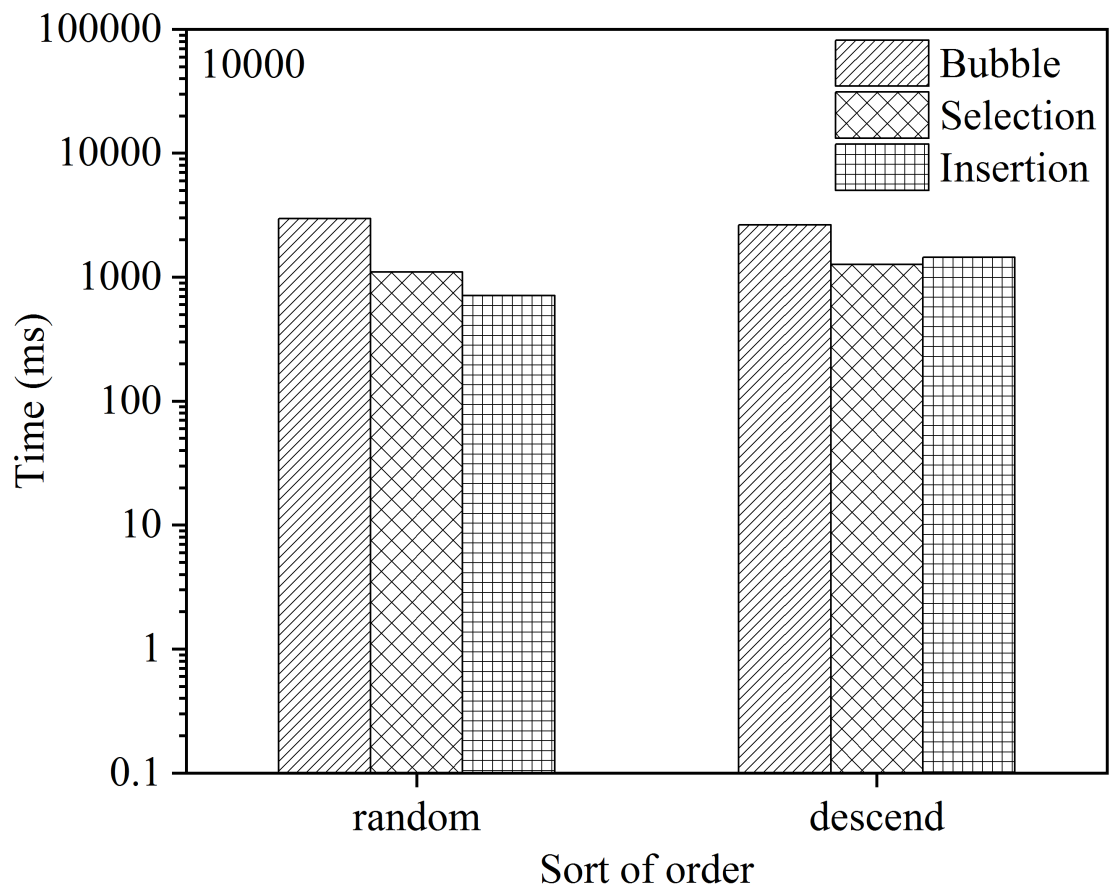 100000
10000
1000
100
10
1
0.1
Time (ms)
10000
Bubble
Selection
Insertion
random
descend
Sort of order